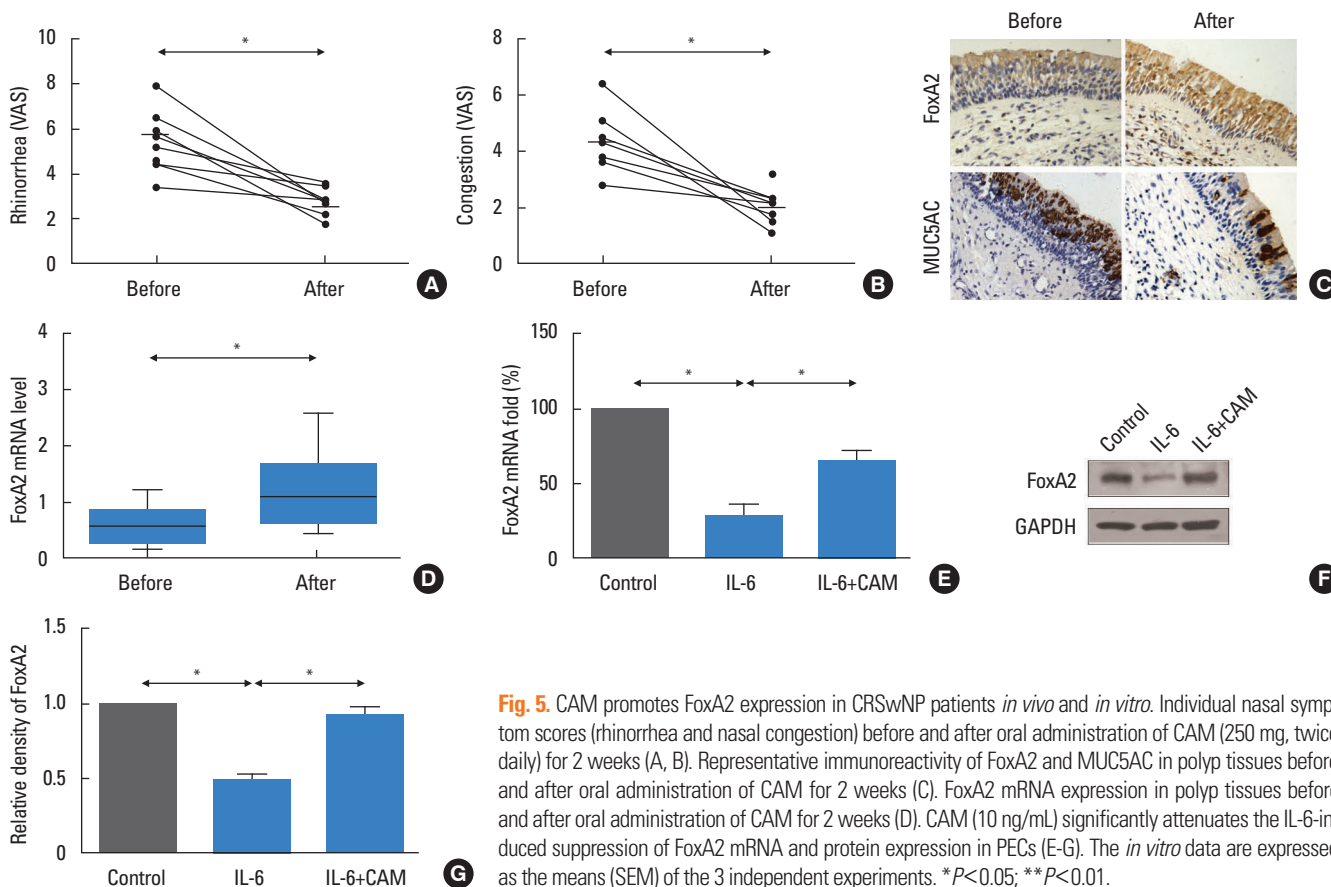 10
8
6
4
2
0
Rhinorrhea (VAS)
*
Before After
A
8
6
4
2
0
Congestion (VAS)
*
Before After
B
Before After
FoxA2
MUC5AC
C
4
3
2
1
0
FoxA2 mRNA level
*
Before After
D
150
100
50
0
FoxA2 mRNA fold (%)
* *
Control IL-6 IL-6+CAM
E
Control IL-6 IL-6+CAM
FoxA2
GAPDH
F
1.5
1.0
0.5
0
Relative density of FoxA2
* *
Control IL-6 IL-6+CAM
G
Fig. 5. CAM promotes FoxA2 expression in CRSwNP patients in vivo and in vitro. Individual nasal symp-
tom scores (rhinorrhea and nasal congestion) before and after oral administration of CAM (250 mg, twice
daily) for 2 weeks (A, B). Representative immunoreactivity of FoxA2 and MUC5AC in polyp tissues before
and after oral administration of CAM for 2 weeks (C). FoxA2 mRNA expression in polyp tissues before
and after oral administration of CAM for 2 weeks (D). CAM (10 ng/mL) significantly attenuates the IL-6-in-
duced suppression of FoxA2 mRNA and protein expression in PECs (E-G). The in vitro data are expressed
as the means (SEM) of the 3 independent experiments. *P<0.05; **P<0.01.